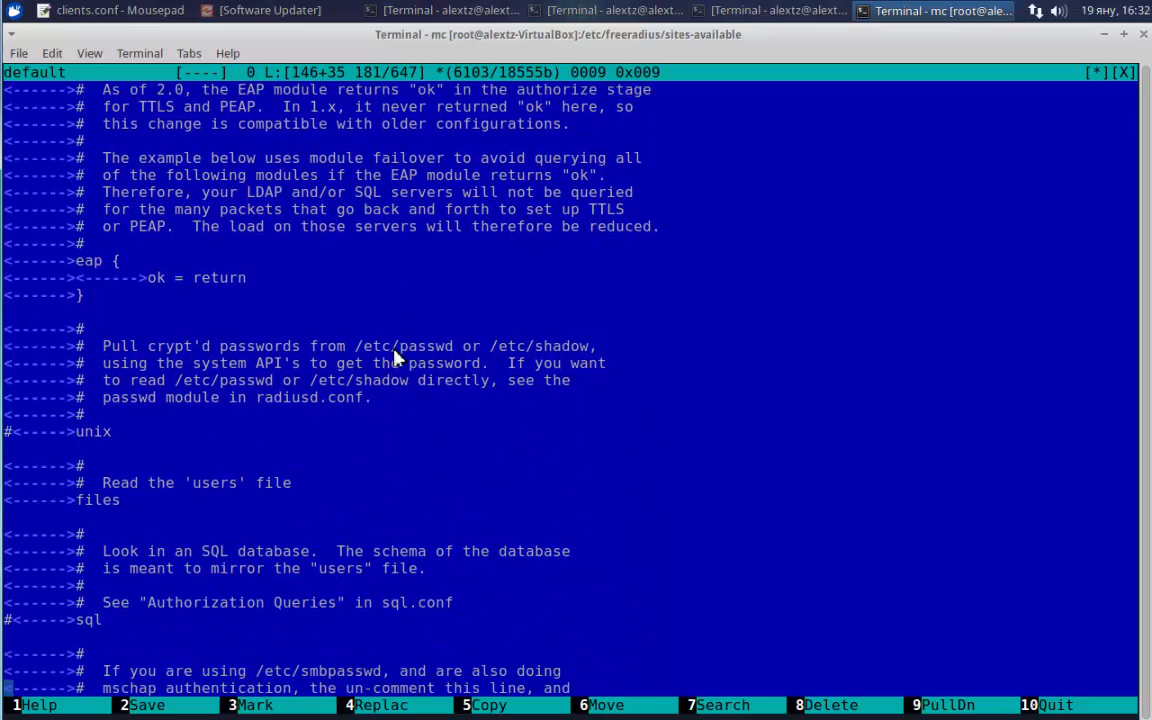 clients.conf - Mousepad [Software Updater] [Terminal - alextz@alextz... [Terminal - alextz@alext... [Terminal - alextz@alext... Terminal - mc [root@ale... 19 яну, 16:32
Terminal - mc [root@alextz-VirtualBox]:/etc/freeradius/sites-available
File Edit View Terminal Tabs Help
default [----] 0 L:[146+35 181/647] *(6103/18555b) 0009 0x009 [*][X]
<------># As of 2.0, the EAP module returns "ok" in the authorize stage
<------># for TTLS and PEAP. In 1.x, it never returned "ok" here, so
<------># this change is compatible with older configurations.
<------>#
<------># The example below uses module failover to avoid querying all
<------># of the following modules if the EAP module returns "ok".
<------># Therefore, your LDAP and/or SQL servers will not be queried
<------># for the many packets that go back and forth to set up TTLS
<------># or PEAP. The load on those servers will therefore be reduced.
<------>#
<------>eap {
<------><------>ok = return
<------>}
<------>#
<------># Pull crypt'd passwords from /etc/passwd or /etc/shadow,
<------># using the system API's to get the password. If you want
<------># to read /etc/passwd or /etc/shadow directly, see the
<------># passwd module in radiusd.conf.
<------>#
#<------>unix
<------>#
<------># Read the 'users' file
<------>files
<------>#
<------># Look in an SQL database. The schema of the database
<------># is meant to mirror the "users" file.
<------>#
<------># See "Authorization Queries" in sql.conf
#<------>sql
<------>#
<------># If you are using /etc/smbpasswd, and are also doing
<------># mschap authentication, the un-comment this line, and
1Help 2Save 3Mark 4Replac 5Copy 6Move 7Search 8Delete 9PullDn 10Quit